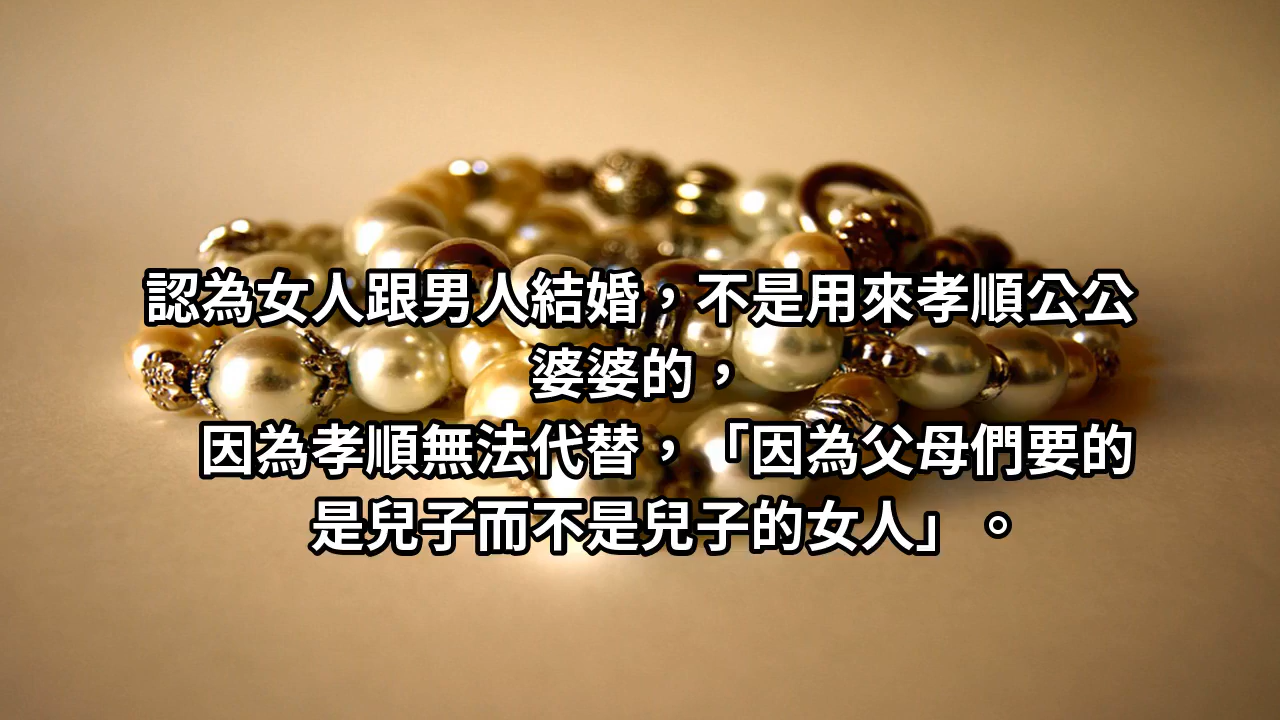 認為女人跟男人結婚，不是用來孝順公公
婆婆的，
因為孝順無法代替，「因為父母們要的
是兒子而不是兒子的女人」。